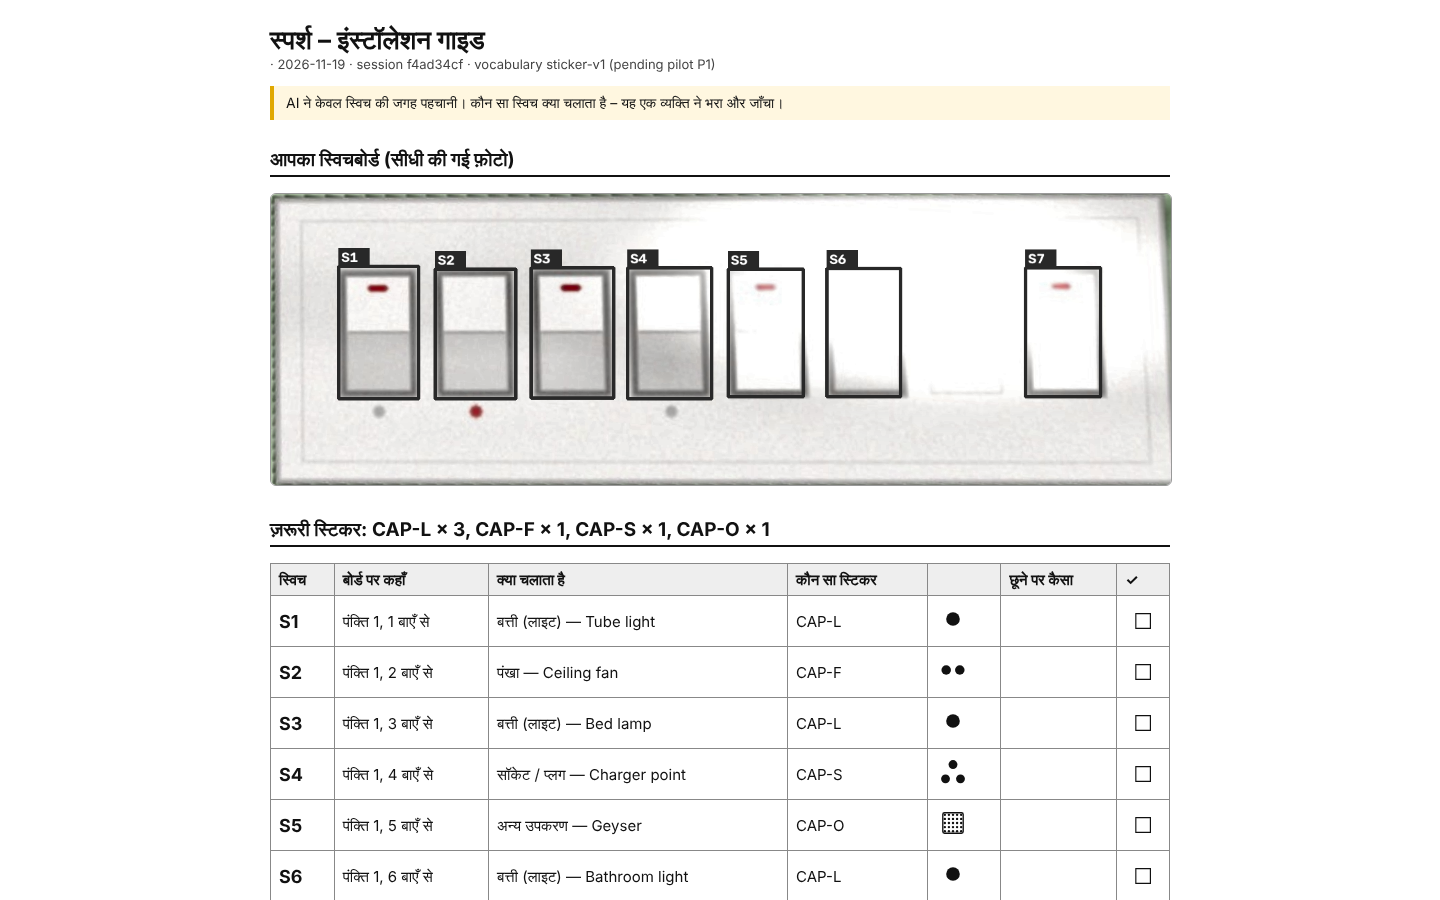 स्पर्श – इंस्टॉलेशन गाइड
· 2026-11-19 · session f4ad34cf · vocabulary sticker-v1 (pending pilot P1)
AI ने केवल स्विच की जगह पहचानी। कौन सा स्विच क्या चलाता है – यह एक व्यक्ति ने भरा और जाँचा।
आपका स्विचबोर्ड (सीधी की गई फ़ोटो)
S1 S2 S3 S4 S5 S6 S7
ज़रूरी स्टिकर: CAP-L × 3, CAP-F × 1, CAP-S × 1, CAP-O × 1
स्विच बोर्ड पर कहाँ क्या चलाता है कौन सा स्टिकर छूने पर कैसा ✓
S1 पंक्ति 1, 1 बाएँ से बत्ती (लाइट) — Tube light CAP-L
S2 पंक्ति 1, 2 बाएँ से पंखा — Ceiling fan CAP-F
S3 पंक्ति 1, 3 बाएँ से बत्ती (लाइट) — Bed lamp CAP-L
S4 पंक्ति 1, 4 बाएँ से सॉकेट / प्लग — Charger point CAP-S
S5 पंक्ति 1, 5 बाएँ से अन्य उपकरण — Geyser CAP-O
S6 पंक्ति 1, 6 बाएँ से बत्ती (लाइट) — Bathroom light CAP-L